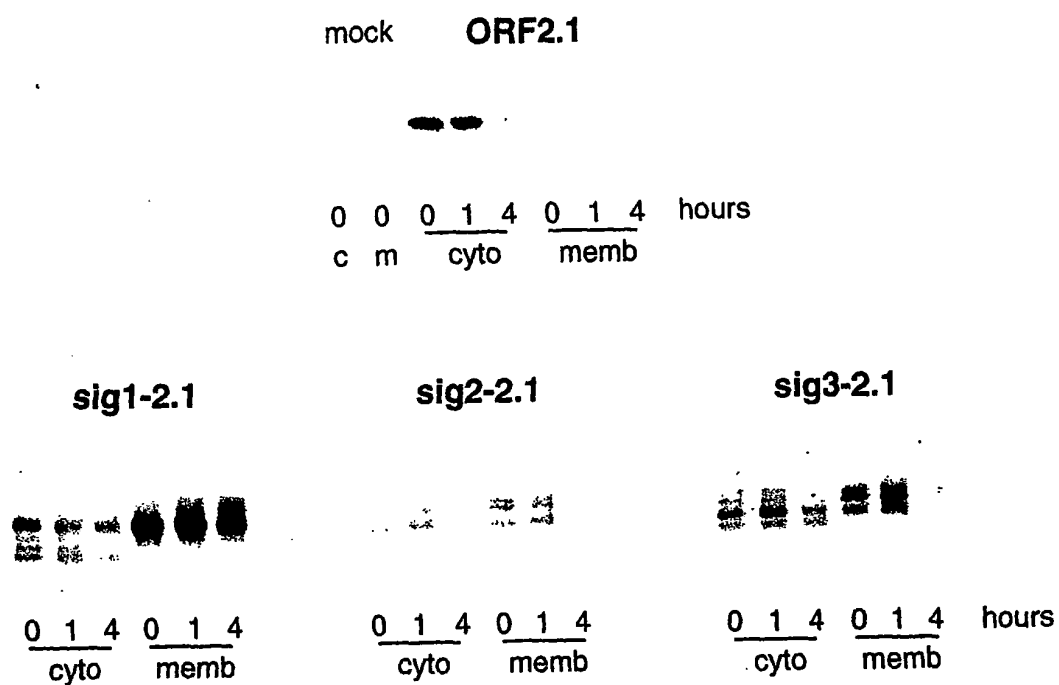 mock ORF2.1
0 0 0 1 4 0 1 4 hours
c m cyto memb
sig1-2.1 sig2-2.1 sig3-2.1
0 1 4 0 1 4 0 1 4 0 1 4 0 1 4 0 1 4 hours
cyto memb cyto memb cyto memb